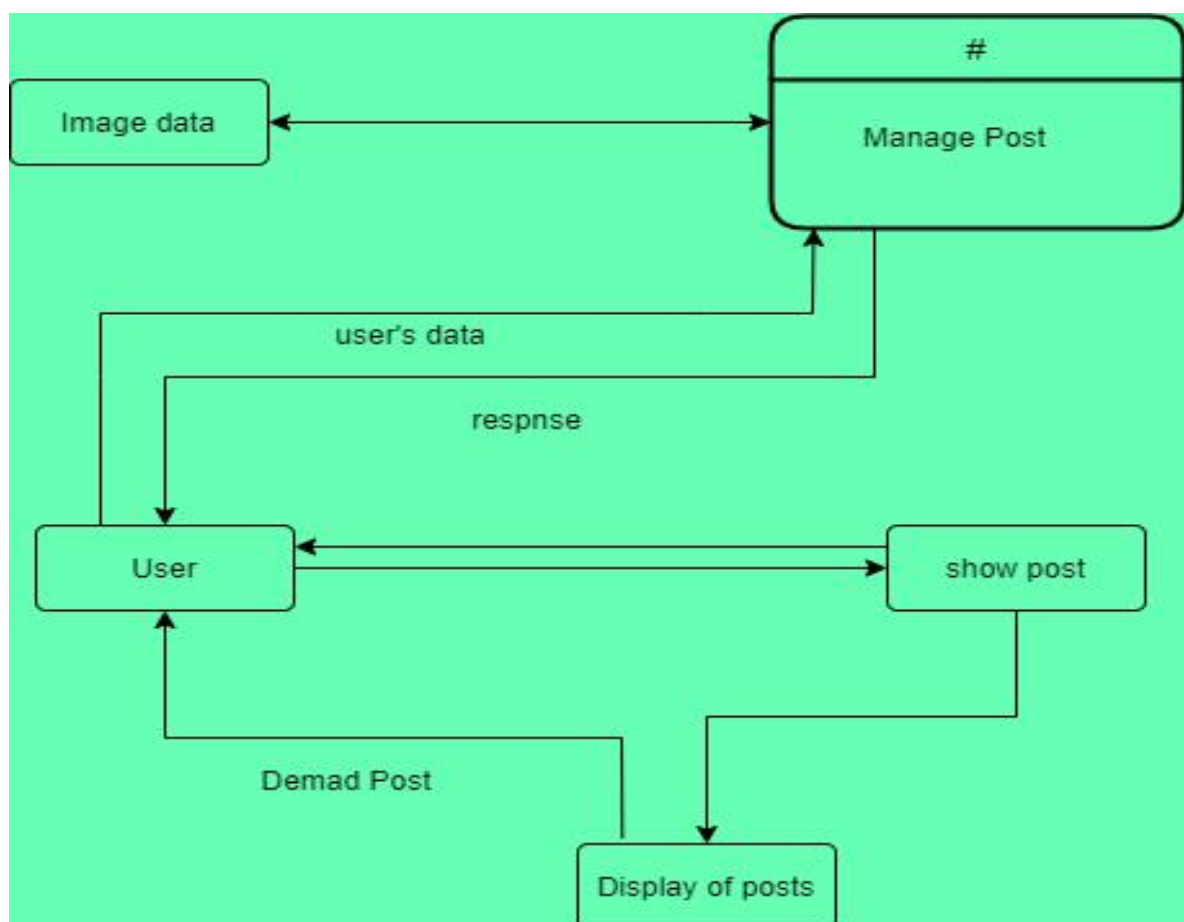 #
Image data
Manage Post
user's data
respnse
User
show post
Demad Post
Display of posts